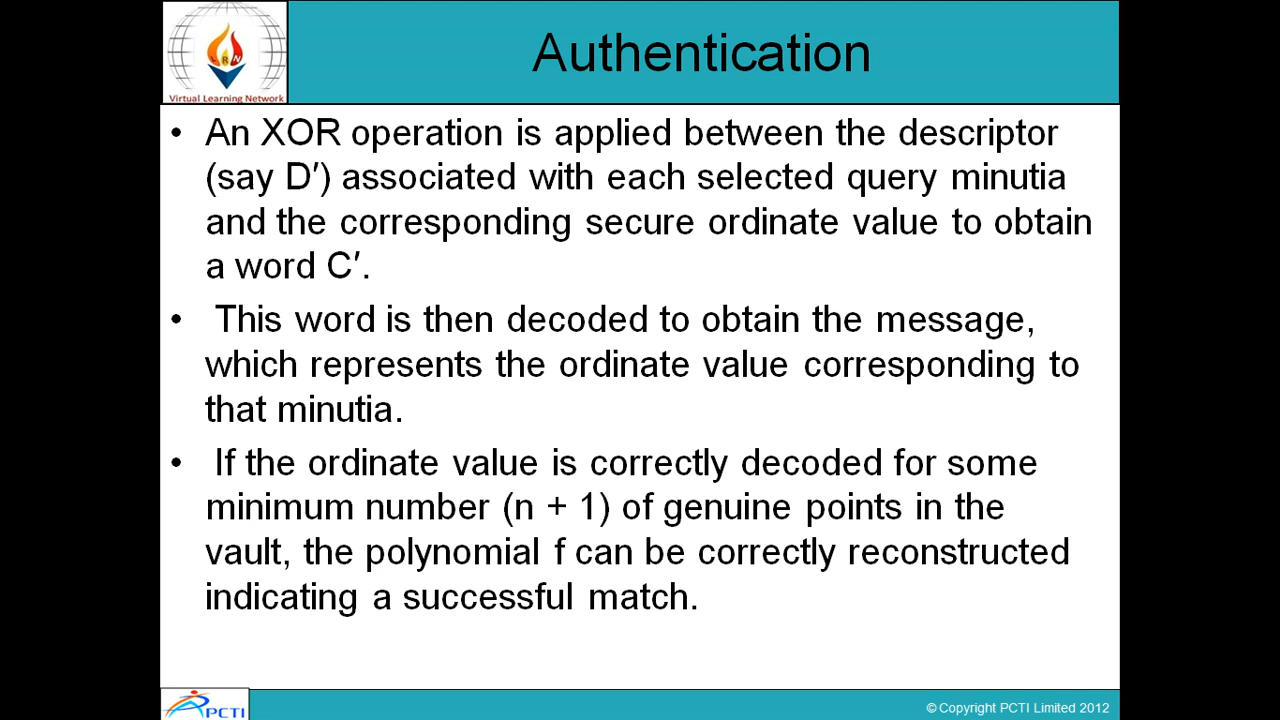 Authentication
Virtual Learning Network
• An XOR operation is applied between the descriptor
(say D′) associated with each selected query minutia
and the corresponding secure ordinate value to obtain
a word C′.
• This word is then decoded to obtain the message,
which represents the ordinate value corresponding to
that minutia.
• If the ordinate value is correctly decoded for some
minimum number (n + 1) of genuine points in the
vault, the polynomial f can be correctly reconstructed
indicating a successful match.
PCTI
© Copyright PCTI Limited 2012